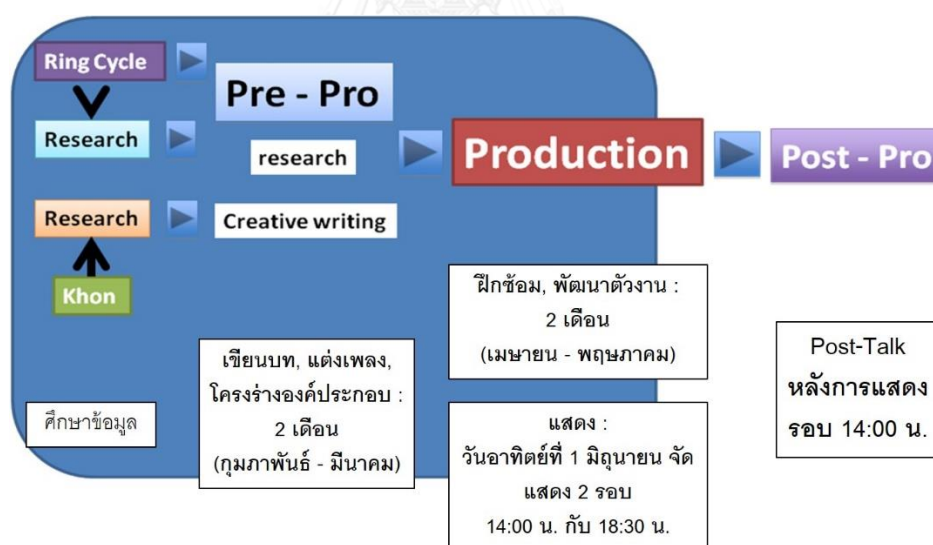 Ring Cycle
Research
Research
Khon
Pre - Pro
research
Creative writing
Production
Post - Pro
ศึกษาข้อมูล
เขียนบท, แต่งเพลง,
โครงร่างองค์ประกอบ :
2 เดือน
(กุมภาพันธ์ - มีนาคม)
ฝึกซ้อม, พัฒนาตัวงาน :
2 เดือน
(เมษายน - พฤษภาคม)
แสดง :
วันอาทิตย์ที่ 1 มิถุนายน จัด
แสดง 2 รอบ
14:00 น. กับ 18:30 น.
Post-Talk
หลังการแสดง
รอบ 14:00 น.